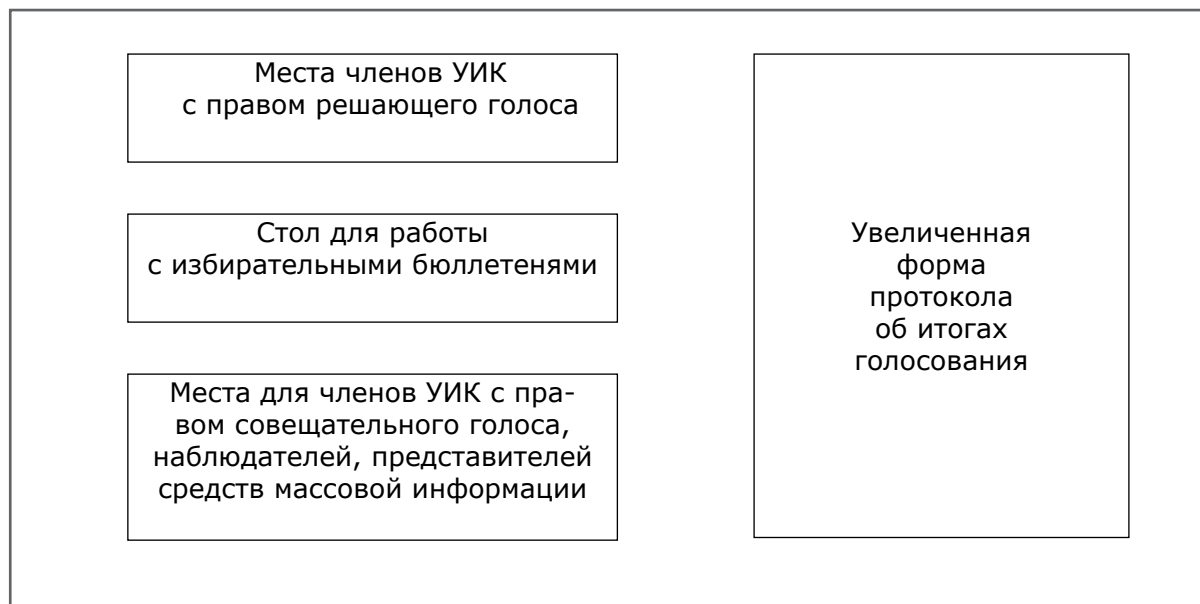 Места членов УИК
с правом решающего голоса
Стол для работы
с избирательными бюллетенями
Места для членов УИК с пра-
вом совещательного голоса,
наблюдателей, представителей
средств массовой информации
Увеличенная
форма
протокола
об итогах
голосования